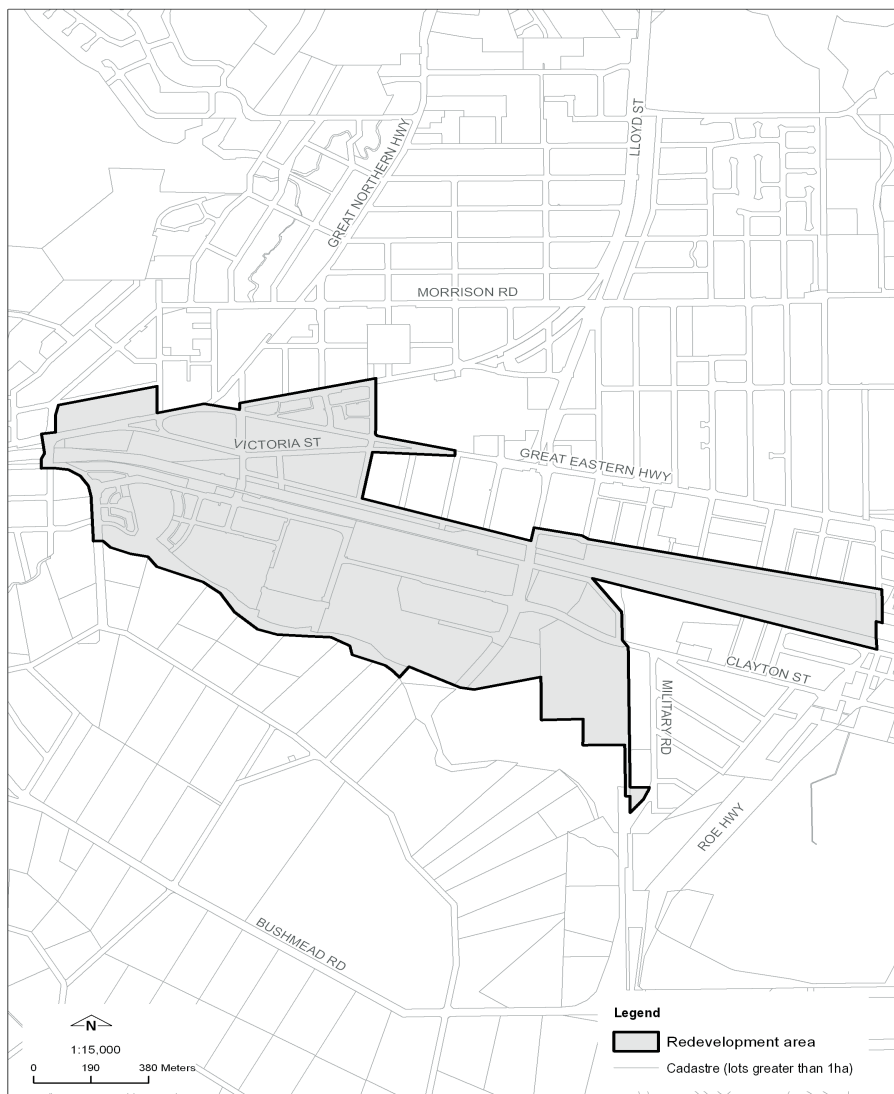 LLOYD ST
GREAT NORTHERN HWY
MORRISON RD
VICTORIA ST
GREAT EASTERN HWY
CLAYTON ST
MILITARY RD
ROE HWY
BUSHMEAD RD
N
1:15,000
0 190 380 Meters
Legend
Redevelopment area
Cadastre (lots greater than 1ha)